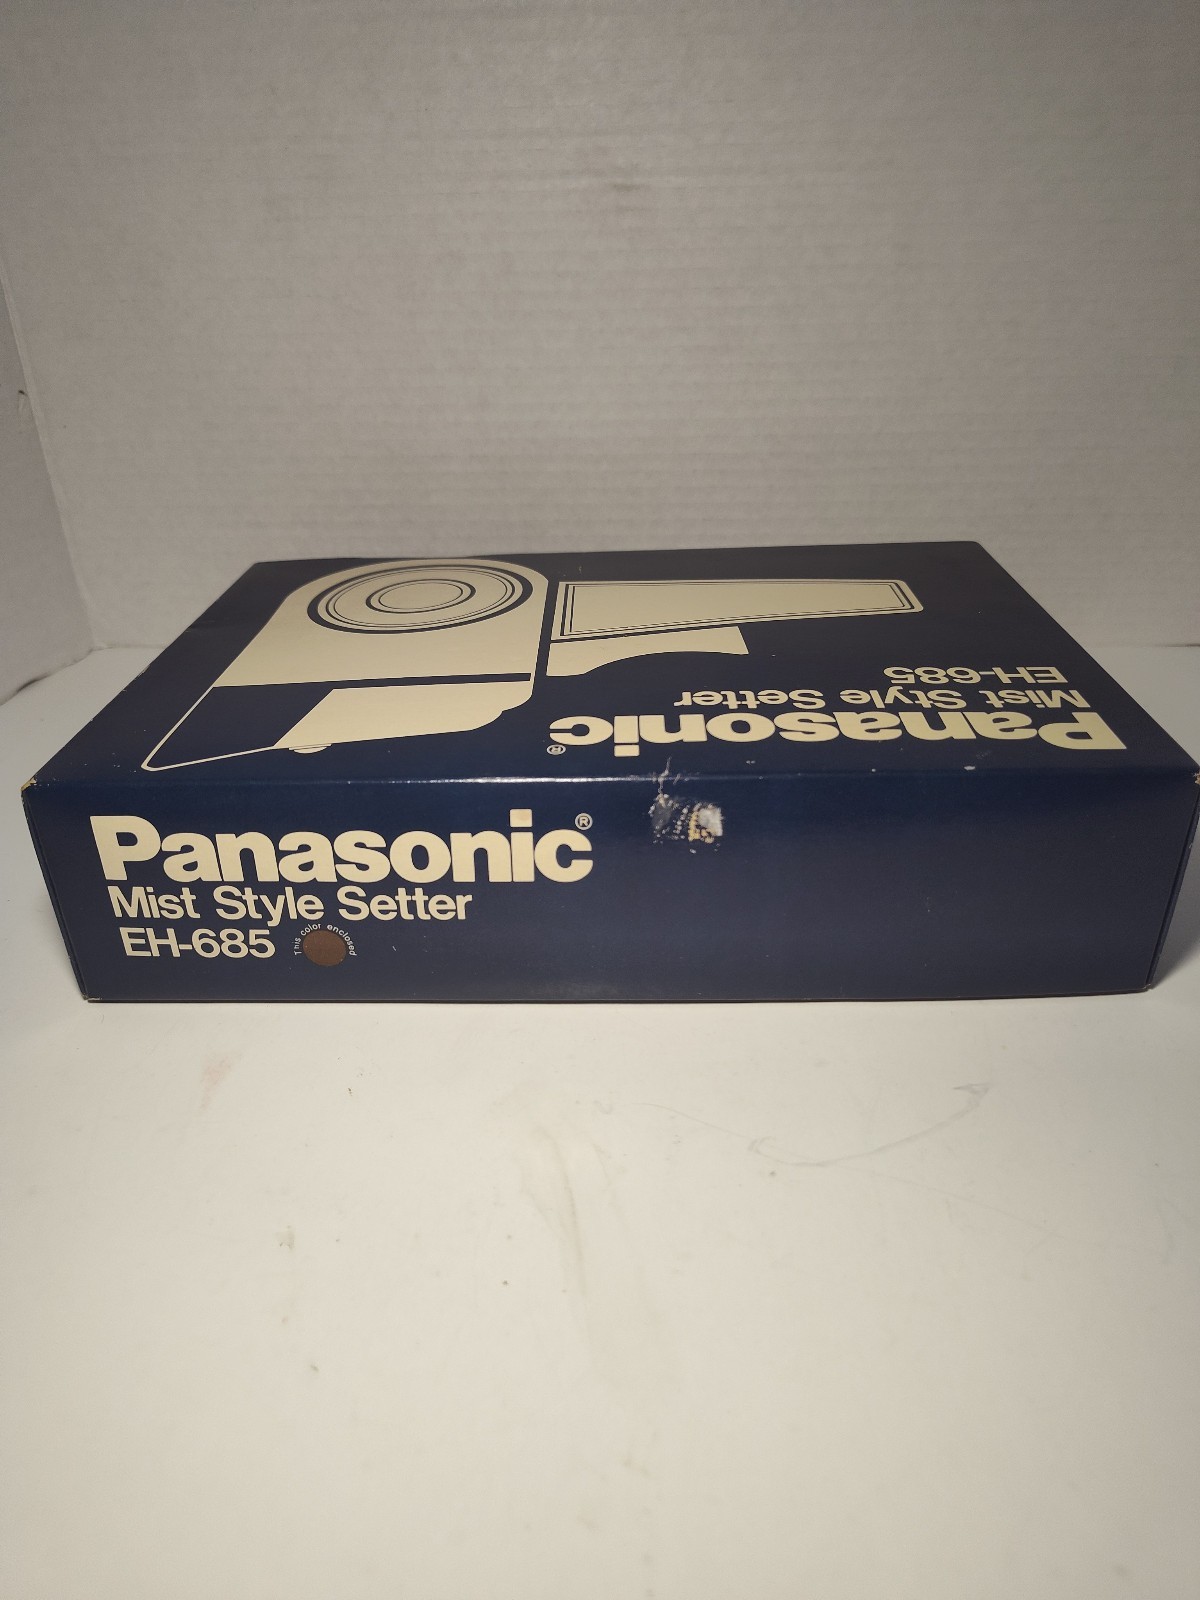 Panasonic®
Mist Style Setter
EH-685
Panasonic®
Mist Style Setter
EH-685
This color enclosed